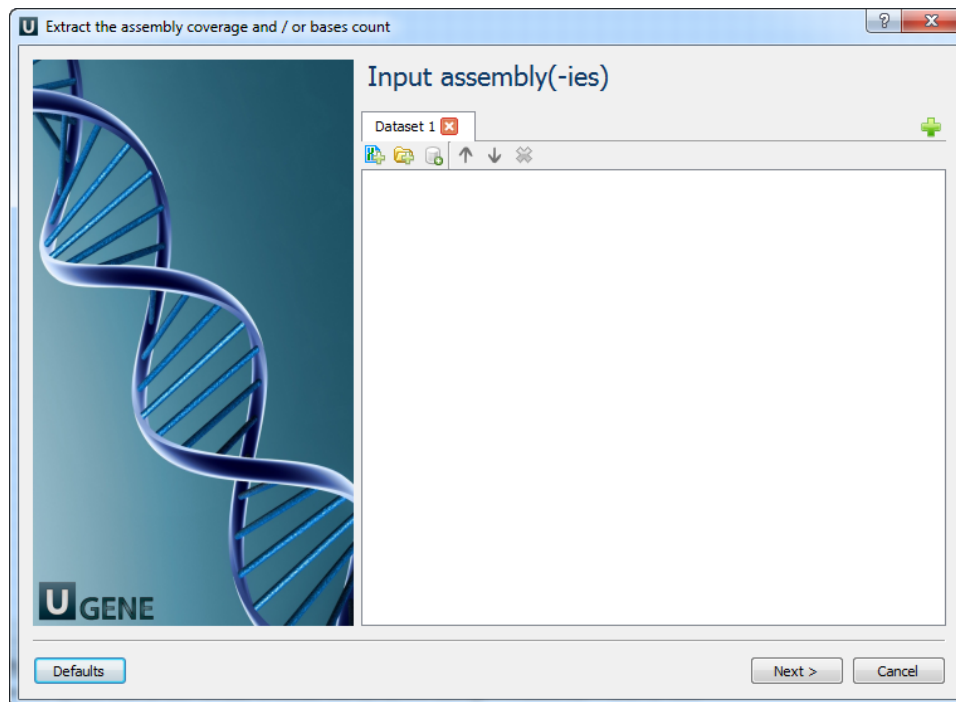 U Extract the assembly coverage and / or bases count
?
Input assembly(-ies)
Dataset 1
U GENE
Defaults
Next >
Cancel